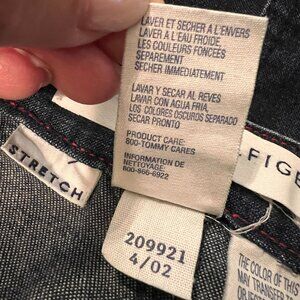 LAVER ET SECHER A L'ENVERS
LAVER A L'EAU FROIDE
LES COULEURS FONCEES
SEPAREMENT
SECHER IMMEDIATEMENT
LAVAR Y SECAR AL REVES
LAVAR CON AGUA FRIA,
LOS COLORES OSCUROS SEPARADO
SECAR PRONTO
PRODUCT CARE:
800-TOMMY CARES
INFORMATION DE
NETTOYAGE:
800-866-6922
STRETCH
FIGE
209921
4/02
THE COLOR OF
MAY TRANSFER